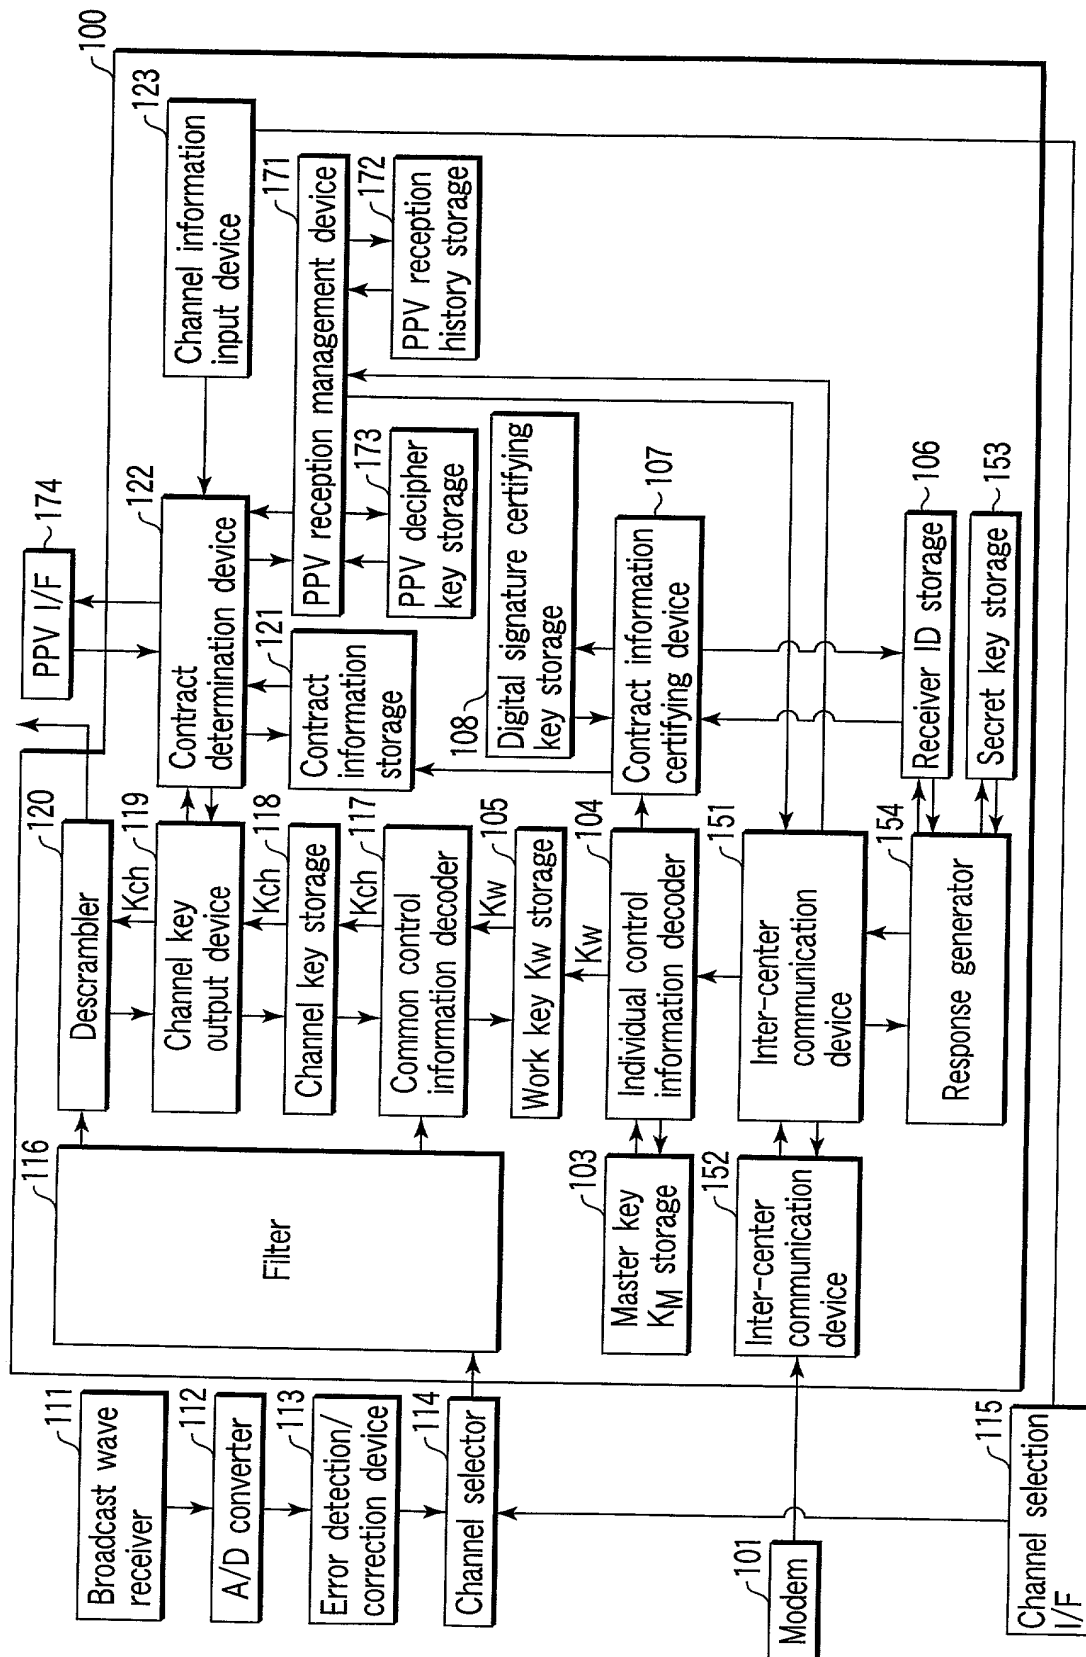 100
111
Broadcast wave
receiver
112
A/D converter
113
Error detection/
correction device
114
Channel selector
115
Channel selection
I/F
101
Modem
116
Filter
120
Descrambler
Kch
119
Channel key
output device
Kch
118
Channel key storage
Kch
117
Common control
information decoder
Kw
105
Work key Kw storage
Kw
104
Individual control
information decoder
103
Master key
KM storage
151
Inter-center
communication
device
152
Inter-center
communication
device
154
Response generator
174
PPV I/F
122
Contract
determination device
121
Contract
information
storage
123
Channel information
input device
171
PPV reception management device
172
PPV reception
history storage
173
PPV decipher
key storage
108
Digital signature certifying
key storage
107
Contract information
certifying device
106
Receiver ID storage
153
Secret key storage